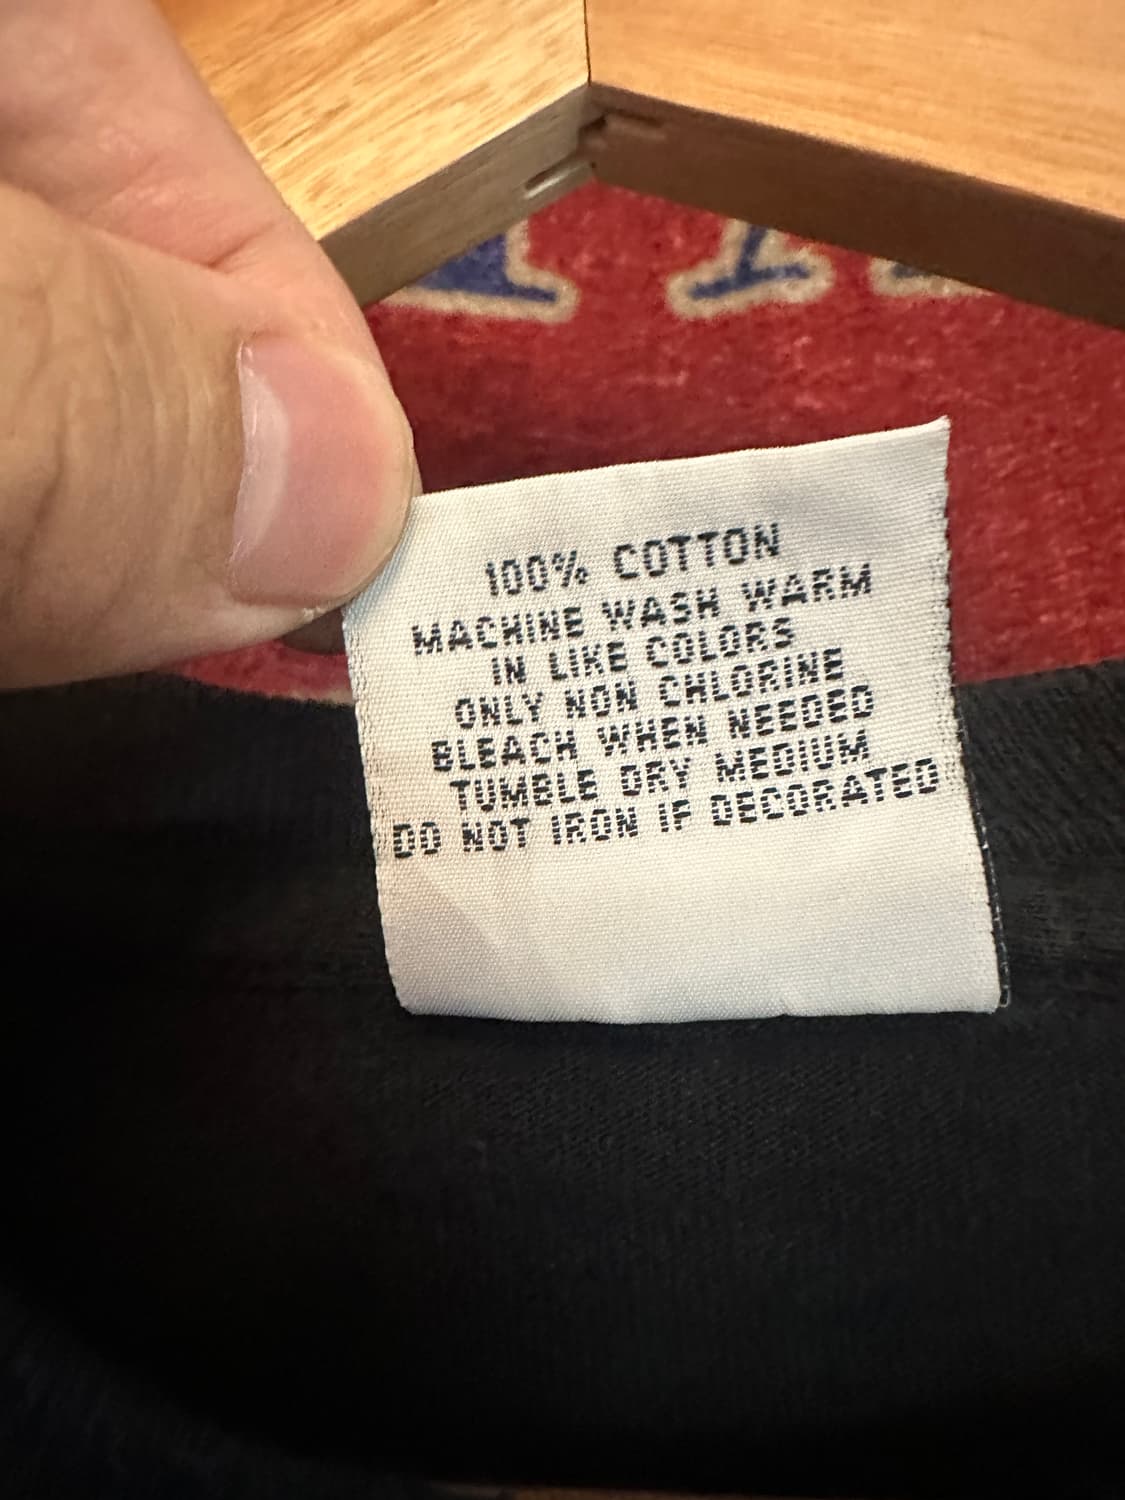 100% COTTON
MACHINE WASH WARM
IN LIKE COLORS
ONLY NON CHLORINE
BLEACH WHEN NEEDED
TUMBLE DRY MEDIUM
DO NOT IRON IF DECORATED